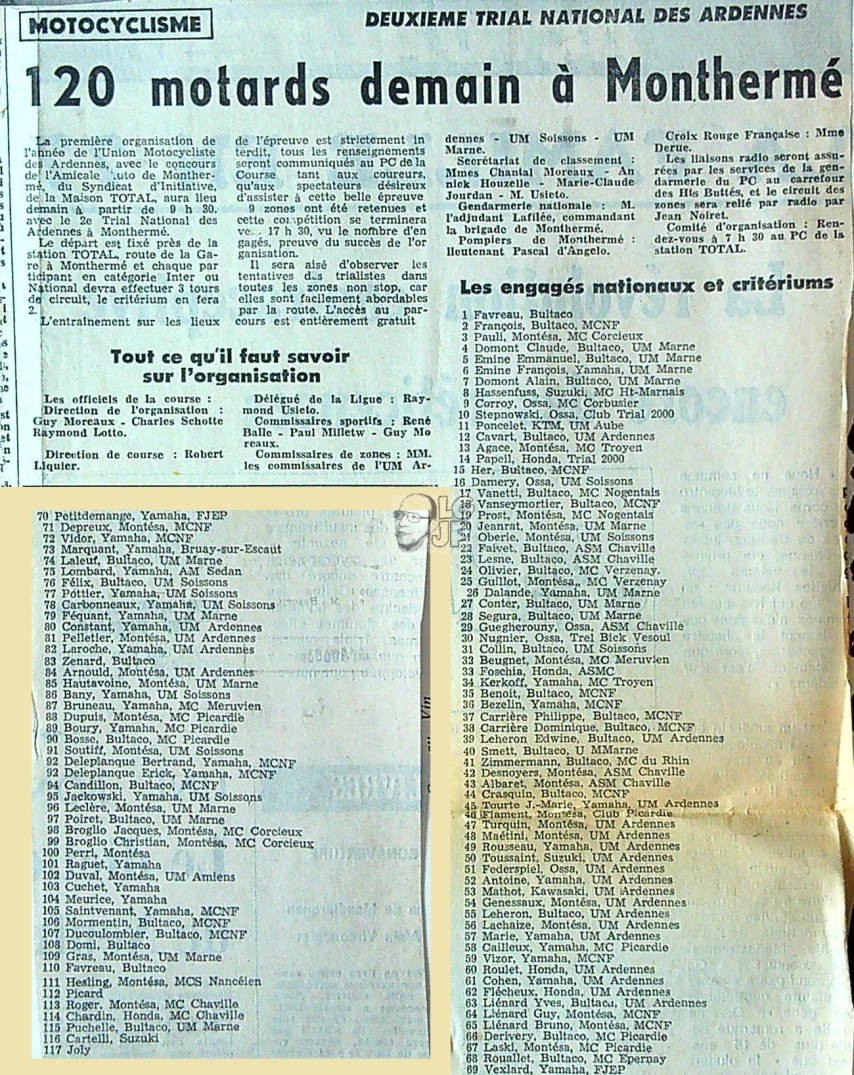 MOTOCYCLISME
DEUXIEME TRIAL NATIONAL DES ARDENNES
120 motards demain à Monthermé
La première organisation de
l'année de l'Union Motocycliste
des Ardennes, avec le concours
de l'Amicale Auto de Monther-
mé, du Syndicat d'Initiative,
de la Maison TOTAL, aura lieu
demain à partir de 9 h 30,
avec le 2e Trial National des
Ardennes à Monthermé.
Le départ est fixé près de la
station TOTAL, route de la Ga-
re à Monthermé et chaque par
ticipant en catégorie Inter ou
National devra effectuer 3 tours
de circuit, le critérium en fera
2.
L'entraînement sur les lieux
de l'épreuve est strictement in
terdit, tous les renseignements
seront communiqués au PC de la
Course tant aux coureurs,
qu'aux spectateurs désireux
d'assister à cette belle épreuve
9 zones ont été retenues et
cette compétition se terminera
ve... 17 h 30, vu le nombre d'en
gagés, preuve du succès de l'or
ganisation.
Il sera aisé d'observer les
tentatives des trialistes dans
toutes les zones non stop, car
elles sont facilement abordables
par la route. L'accès au par-
cours est entièrement gratuit
Tout ce qu'il faut savoir
sur l'organisation
Les officiels de la course :
Direction de l'organisation :
Guy Moreaux - Charles Schotte
Raymond Lotto.
Direction de course : Robert
Liquier.
Délégué de la Ligue : Ray-
mond Usieto.
Commissaires sportifs : René
Balle - Paul Milletw - Guy Mo
reaux.
Commissaires de zones : MM.
les commissaires de l'UM Ar-
dennes - UM Soissons - UM
Marne.
Secrétariat de classement :
Mmes Chantal Moreaux - An
nick Houzelle - Marie-Claude
Jourdan - M. Usieto.
Gendarmerie nationale : M.
l'adjudant Lafilée, commandant
la brigade de Monthermé.
Pompiers de Monthermé :
lieutenant Pascal d'Angelo.
Croix Rouge Française : Mme
Derue.
Les liaisons radio seront assu-
rées par les services de la gen-
darmerie du PC au carrefour
des Hts Buttés, et le circuit des
zones sera relié par radio par
Jean Noiret.
Comité d'organisation : Ren-
dez-vous à 7 h 30 au PC de la
station TOTAL.
Les engagés nationaux et critériums
1 Favreau, Bultaco
2 François, Bultaco, MCNF
3 Pauli, Montésa, MC Corcieux
4 Domont Claude, Bultaco, UM Marne
5 Emine Emmanuel, Bultaco, UM Marne
6 Emine François, Yamaha, UM Marne
7 Domont Alain, Bultaco, UM Marne
8 Hassenfuss, Suzuki, MC Ht-Marnais
9 Corroy, Ossa, MC Corbusier
10 Stepnowski, Ossa, Club Trial 2000
11 Poncelet, KTM, UM Aube
12 Cavart, Bultaco, UM Ardennes
13 Agace, Montésa, MC Troyen
14 Papell, Honda, Trial 2000
15 Her, Bultaco, MCNF
16 Damery, Ossa, UM Soissons
17 Vanetti, Bultaco, MC Nogentais
18 Vanseymortier, Bultaco, MCNF
19 Prost, Montésa, MC Nogentais
20 Jeanrat, Montésa, UM Marne
21 Oberle, Montésa, UM Soissons
22 Faivet, Bultaco, ASM Chaville
23 Lesne, Bultaco, ASM Chaville
24 Olivier, Bultaco, MC Verzenay.
25 Guillot, Montésa, MC Verzenay
26 Dalande, Yamaha, UM Marne
27 Conter, Bultaco, UM Marne
28 Segura, Bultaco, UM Marne
29 Guegherouny, Ossa, ASM Chaville
30 Nugnier, Ossa, Trel Bick Vesoul
31 Collin, Bultaco, UM Soissons
32 Beugnet, Montésa, MC Meruvien
33 Foschia, Honda, ASMC
34 Kerkoff, Yamaha, MC Troyen
35 Benoit, Bultaco, MCNF
36 Bezelin, Yamaha, MCNF
37 Carrière Philippe, Bultaco, MCNF
38 Carrière Dominique, Bultaco, MCNF
39 Leheron Edwine, Bultaco, UM Ardennes
40 Smett, Bultaco, U MMarne
41 Zimmermann, Bultaco, MC du Rhin
42 Desnoyers, Montésa, ASM Chaville
43 Albaret, Montésa, ASM Chaville
44 Crasquin, Bultaco, MCNF
45 Tourte J.-Marie, Yamaha, UM Ardennes
46 Flament, Montésa, Club Picardie
47 Turquin, Montésa, UM Ardennes
48 Maétini, Montésa, UM Ardennes
49 Rousseau, Yamaha, UM Ardennes
50 Toussaint, Suzuki, UM Ardennes
51 Federspiel, Ossa, UM Ardennes
52 Antoine, Yamaha, UM Ardennes
53 Mathot, Kawasaki, UM Ardennes
54 Genessaux, Montésa, UM Ardennes
55 Leheron, Bultaco, UM Ardennes
56 Lachaize, Montésa, UM Ardennes
57 Marie, Yamaha, UM Ardennes
58 Cailleux, Yamaha, MC Picardie
59 Vizor, Yamaha, MCNF
60 Roulet, Honda, UM Ardennes
61 Cohen, Yamaha, UM Ardennes
62 Flécheux, Honda, UM Ardennes
63 Liénard Yves, Bultaco, UM Ardennes
64 Liénard Guy, Montésa, MCNF
65 Liénard Bruno, Montésa, MCNF
66 Derivery, Bultaco, MC Picardie
67 Laski, Montésa, MC Picardie
68 Rouallet, Bultaco, MC Epernay
69 Vexlard, Yamaha, FJEP
70 Petitdemange, Yamaha, FJEP
71 Depreux, Montésa, MCNF
72 Vidor, Yamaha, MCNF
73 Marquant, Yamaha, Bruay-sur-Escaut
74 Laleuf, Bultaco, UM Marne
75 Lombard, Yamaha, AM Sedan
76 Félix, Bultaco, UM Soissons
77 Pottier, Yamaha, UM Soissons
78 Carbonneaux, Yamaha, UM Soissons
79 Péquant, Yamaha, UM Marne
80 Constant, Yamaha, UM Ardennes
81 Pelletier, Montésa, UM Ardennes
82 Laroche, Yamaha, UM Ardennes
83 Zenard, Bultaco
84 Arnould, Montésa, UM Ardennes
85 Hautavoine, Montésa, UM Marne
86 Bany, Yamaha, UM Soissons
87 Bruneau, Yamaha, MC Meruvien
88 Dupuis, Montésa, MC Picardie
89 Boury, Yamaha, MC Picardie
90 Bosse, Bultaco, MC Picardie
91 Soutiff, Montésa, UM Soissons
92 Deleplanque Bertrand, Yamaha, MCNF
92 Deleplanque Erick, Yamaha, MCNF
94 Candillon, Bultaco, MCNF
95 Jackowski, Yamaha, UM Soissons
96 Leclère, Montésa, UM Marne
97 Poiret, Bultaco, UM Marne
98 Broglio Jacques, Montésa, MC Corcieux
99 Broglio Christian, Montésa, MC Corcieux
100 Perri, Montésa
101 Raguet, Yamaha
102 Duval, Montésa, UM Amiens
103 Cuchet, Yamaha
104 Meurice, Yamaha
105 Saintvenant, Yamaha, MCNF
106 Mormentin, Bultaco, MCNF
107 Ducoulombier, Bultaco, MCNF
108 Domi, Bultaco
109 Gras, Montésa, UM Marne
110 Favreau, Bultaco
111 Hesling, Montésa, MCS Nancéien
112 Picard
113 Roger, Montésa, MC Chaville
114 Chardin, Honda, MC Chaville
115 Puchelle, Bultaco, UM Marne
116 Cartelli, Suzuki
117 Joly